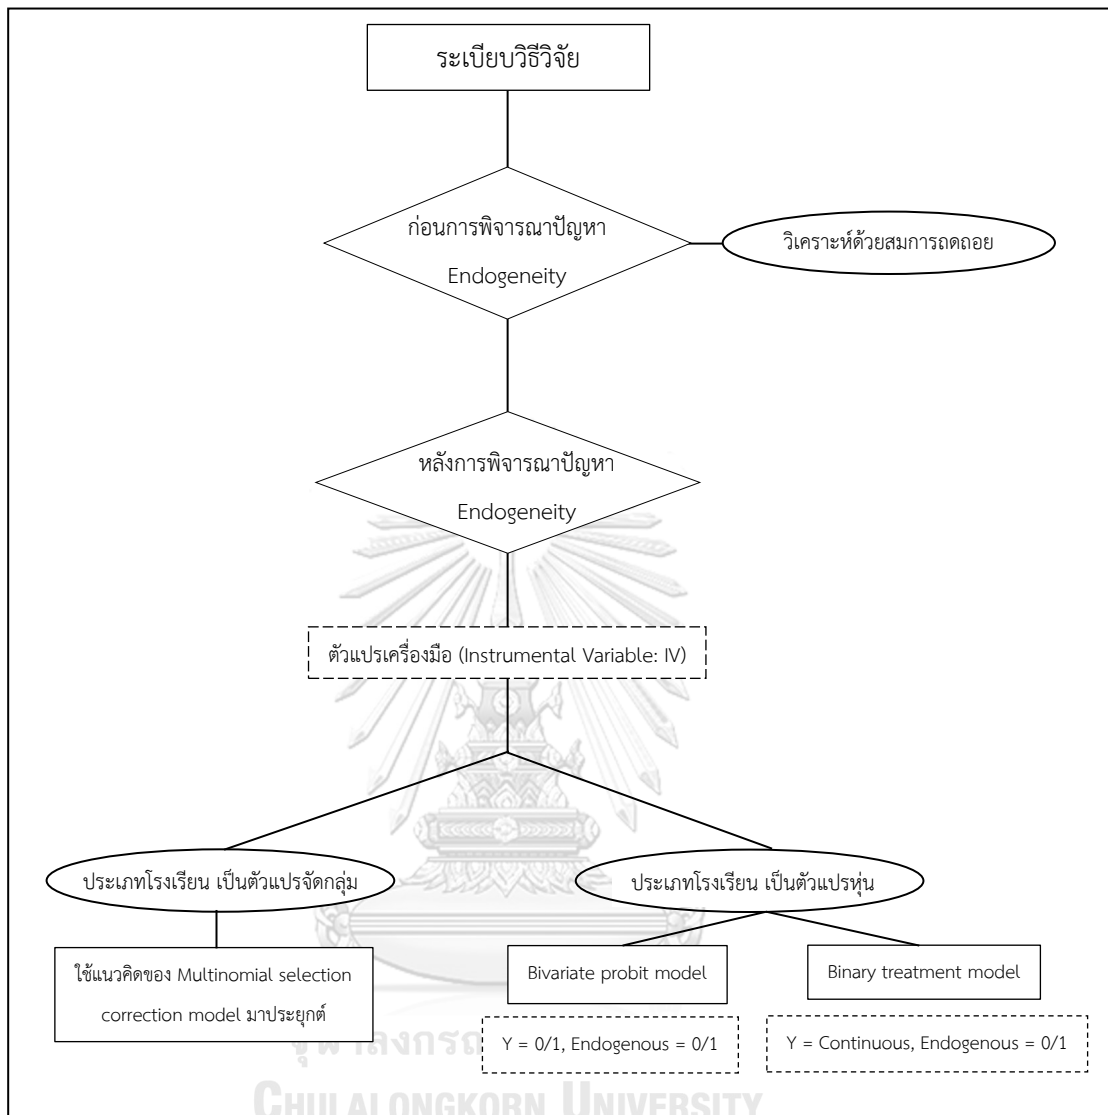 ระเบียบวิธีวิจัย
ก่อนการพิจารณาปัญหา
Endogeneity
วิเคราะห์ด้วยสมการถดถอย
หลังการพิจารณาปัญหา
Endogeneity
ตัวแปรเครื่องมือ (Instrumental Variable: IV)
ประเภทโรงเรียน เป็นตัวแปรจัดกลุ่ม
ประเภทโรงเรียน เป็นตัวแปรหุ่น
ใช้แนวคิดของ Multinomial selection
correction model มาประยุกต์
Bivariate probit model
Binary treatment model
Y = 0/1, Endogenous = 0/1
Y = Continuous, Endogenous = 0/1
CHULALONGKORN UNIVERSITY